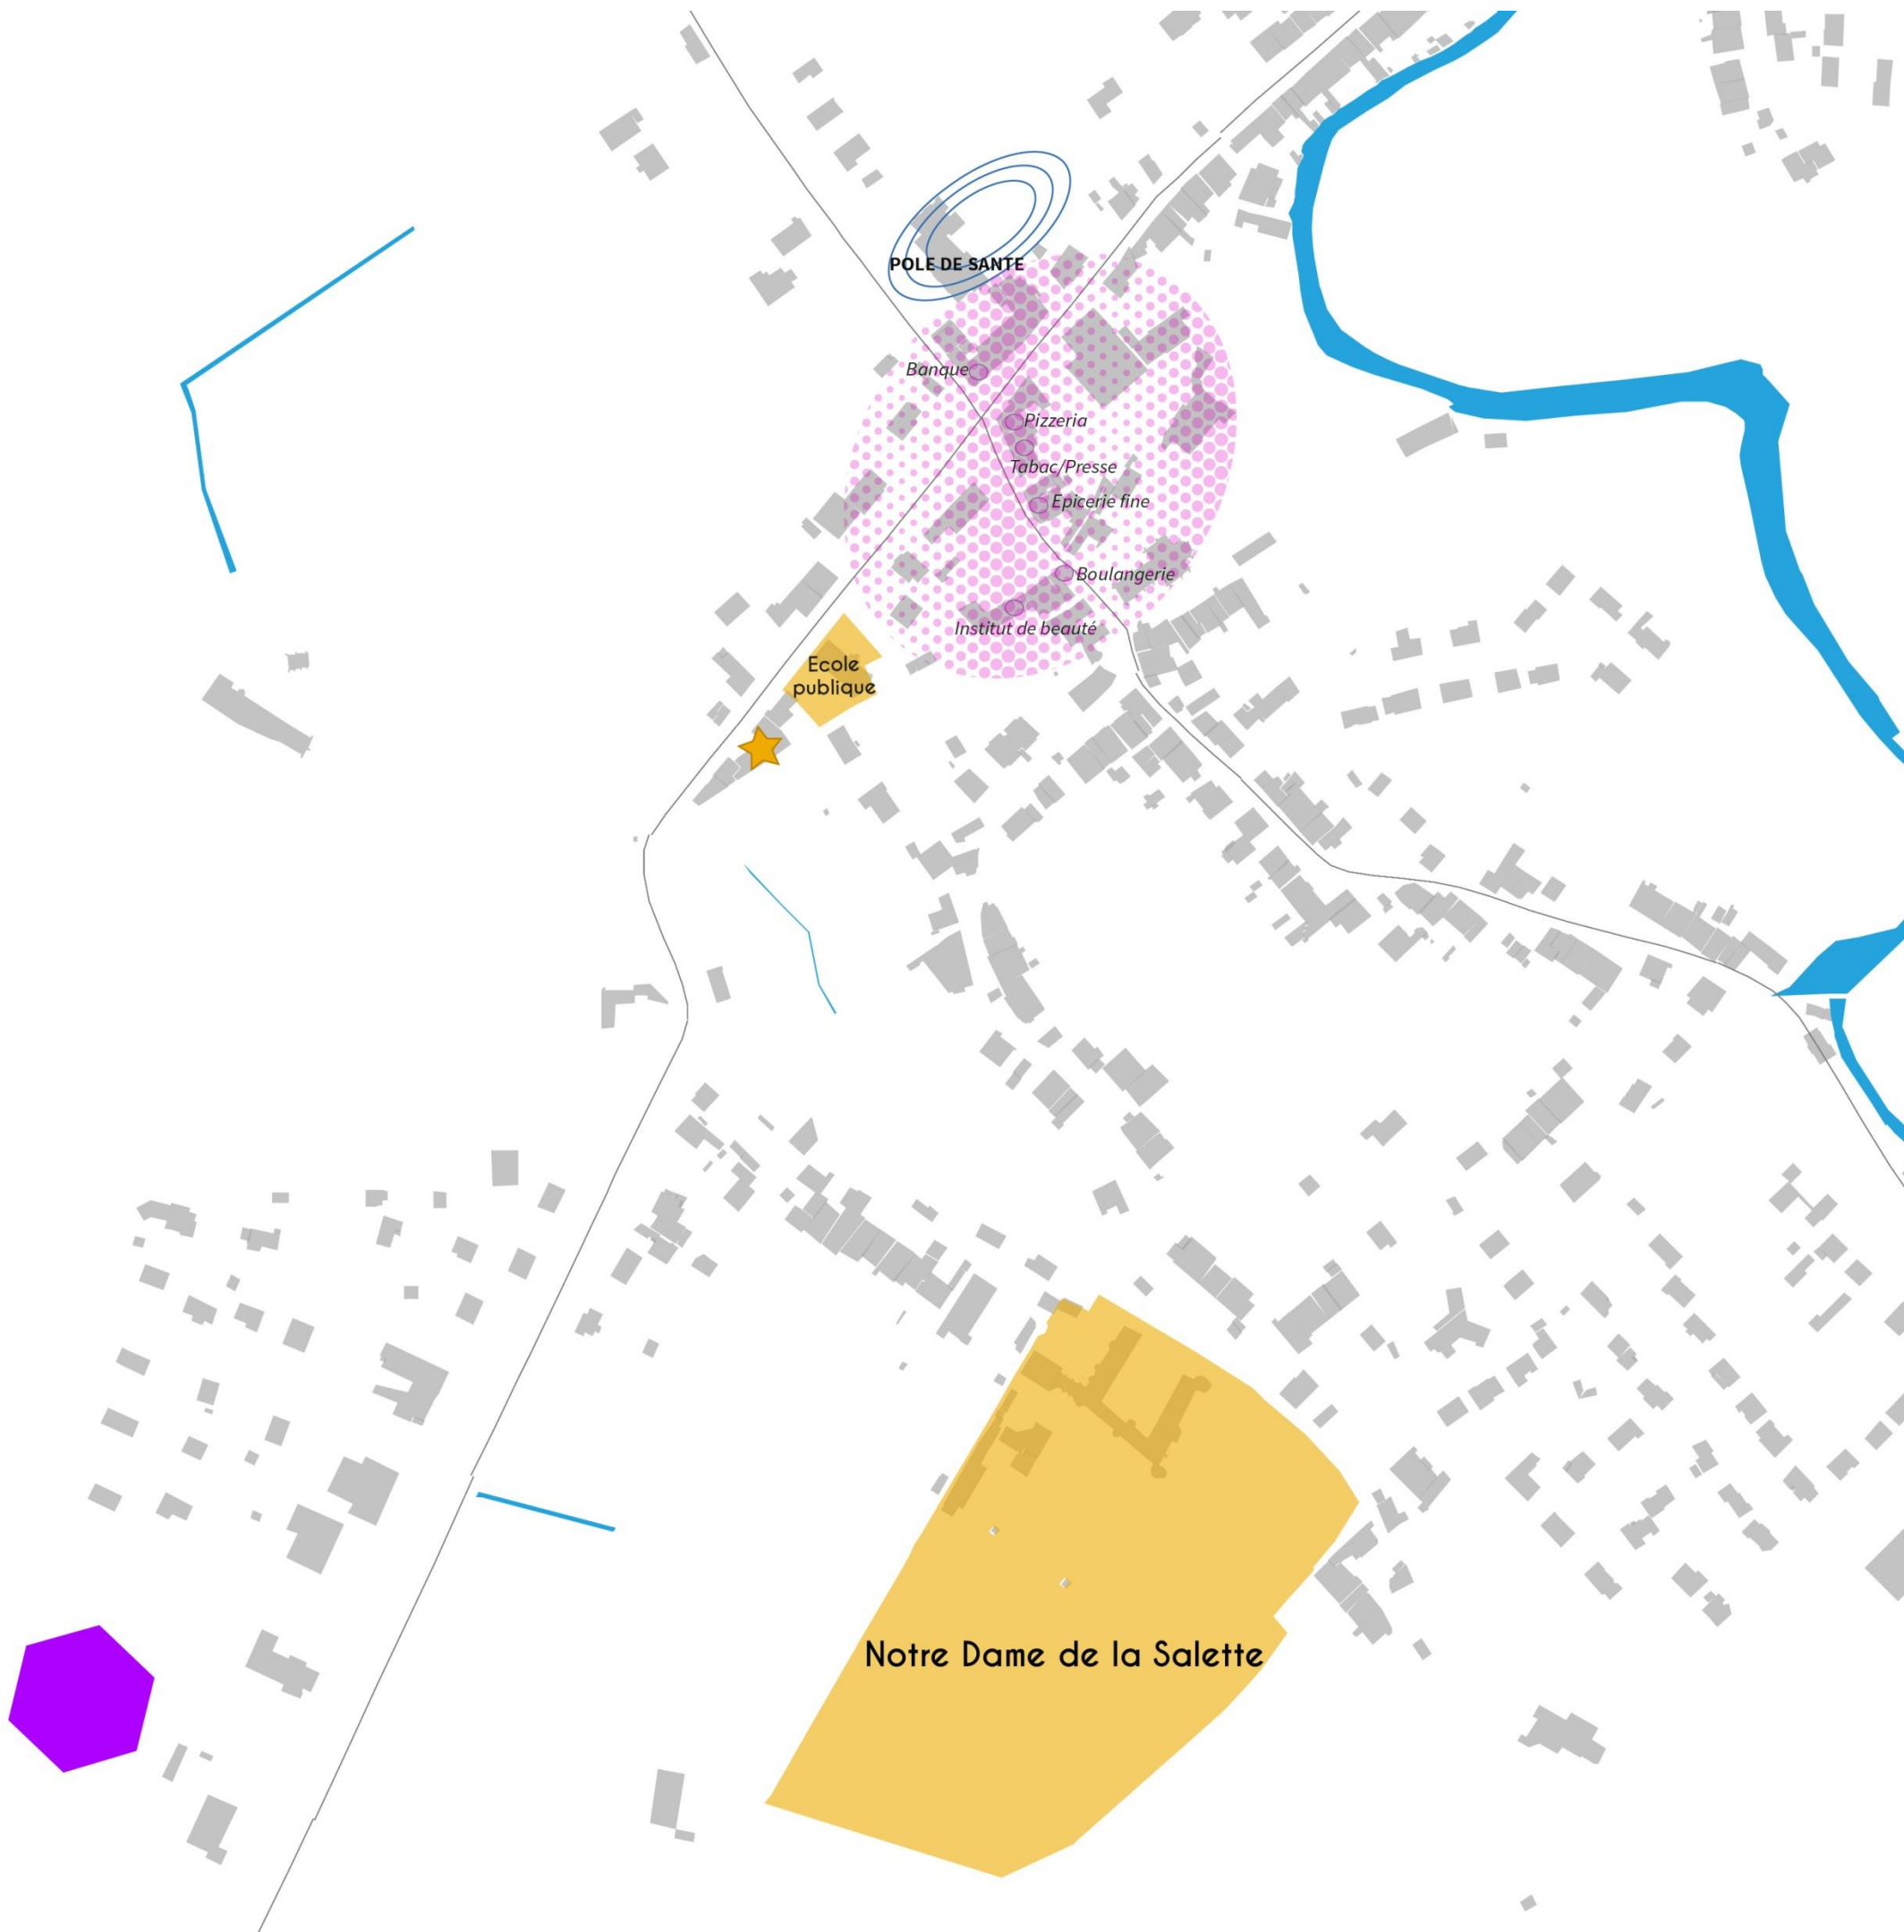 POLE DE SANTE
Banque
Pizzeria
Tabac/Presse
Epicerie fine
Boulangerie
Institut de beauté
Ecole
publique
Notre Dame de la Salette